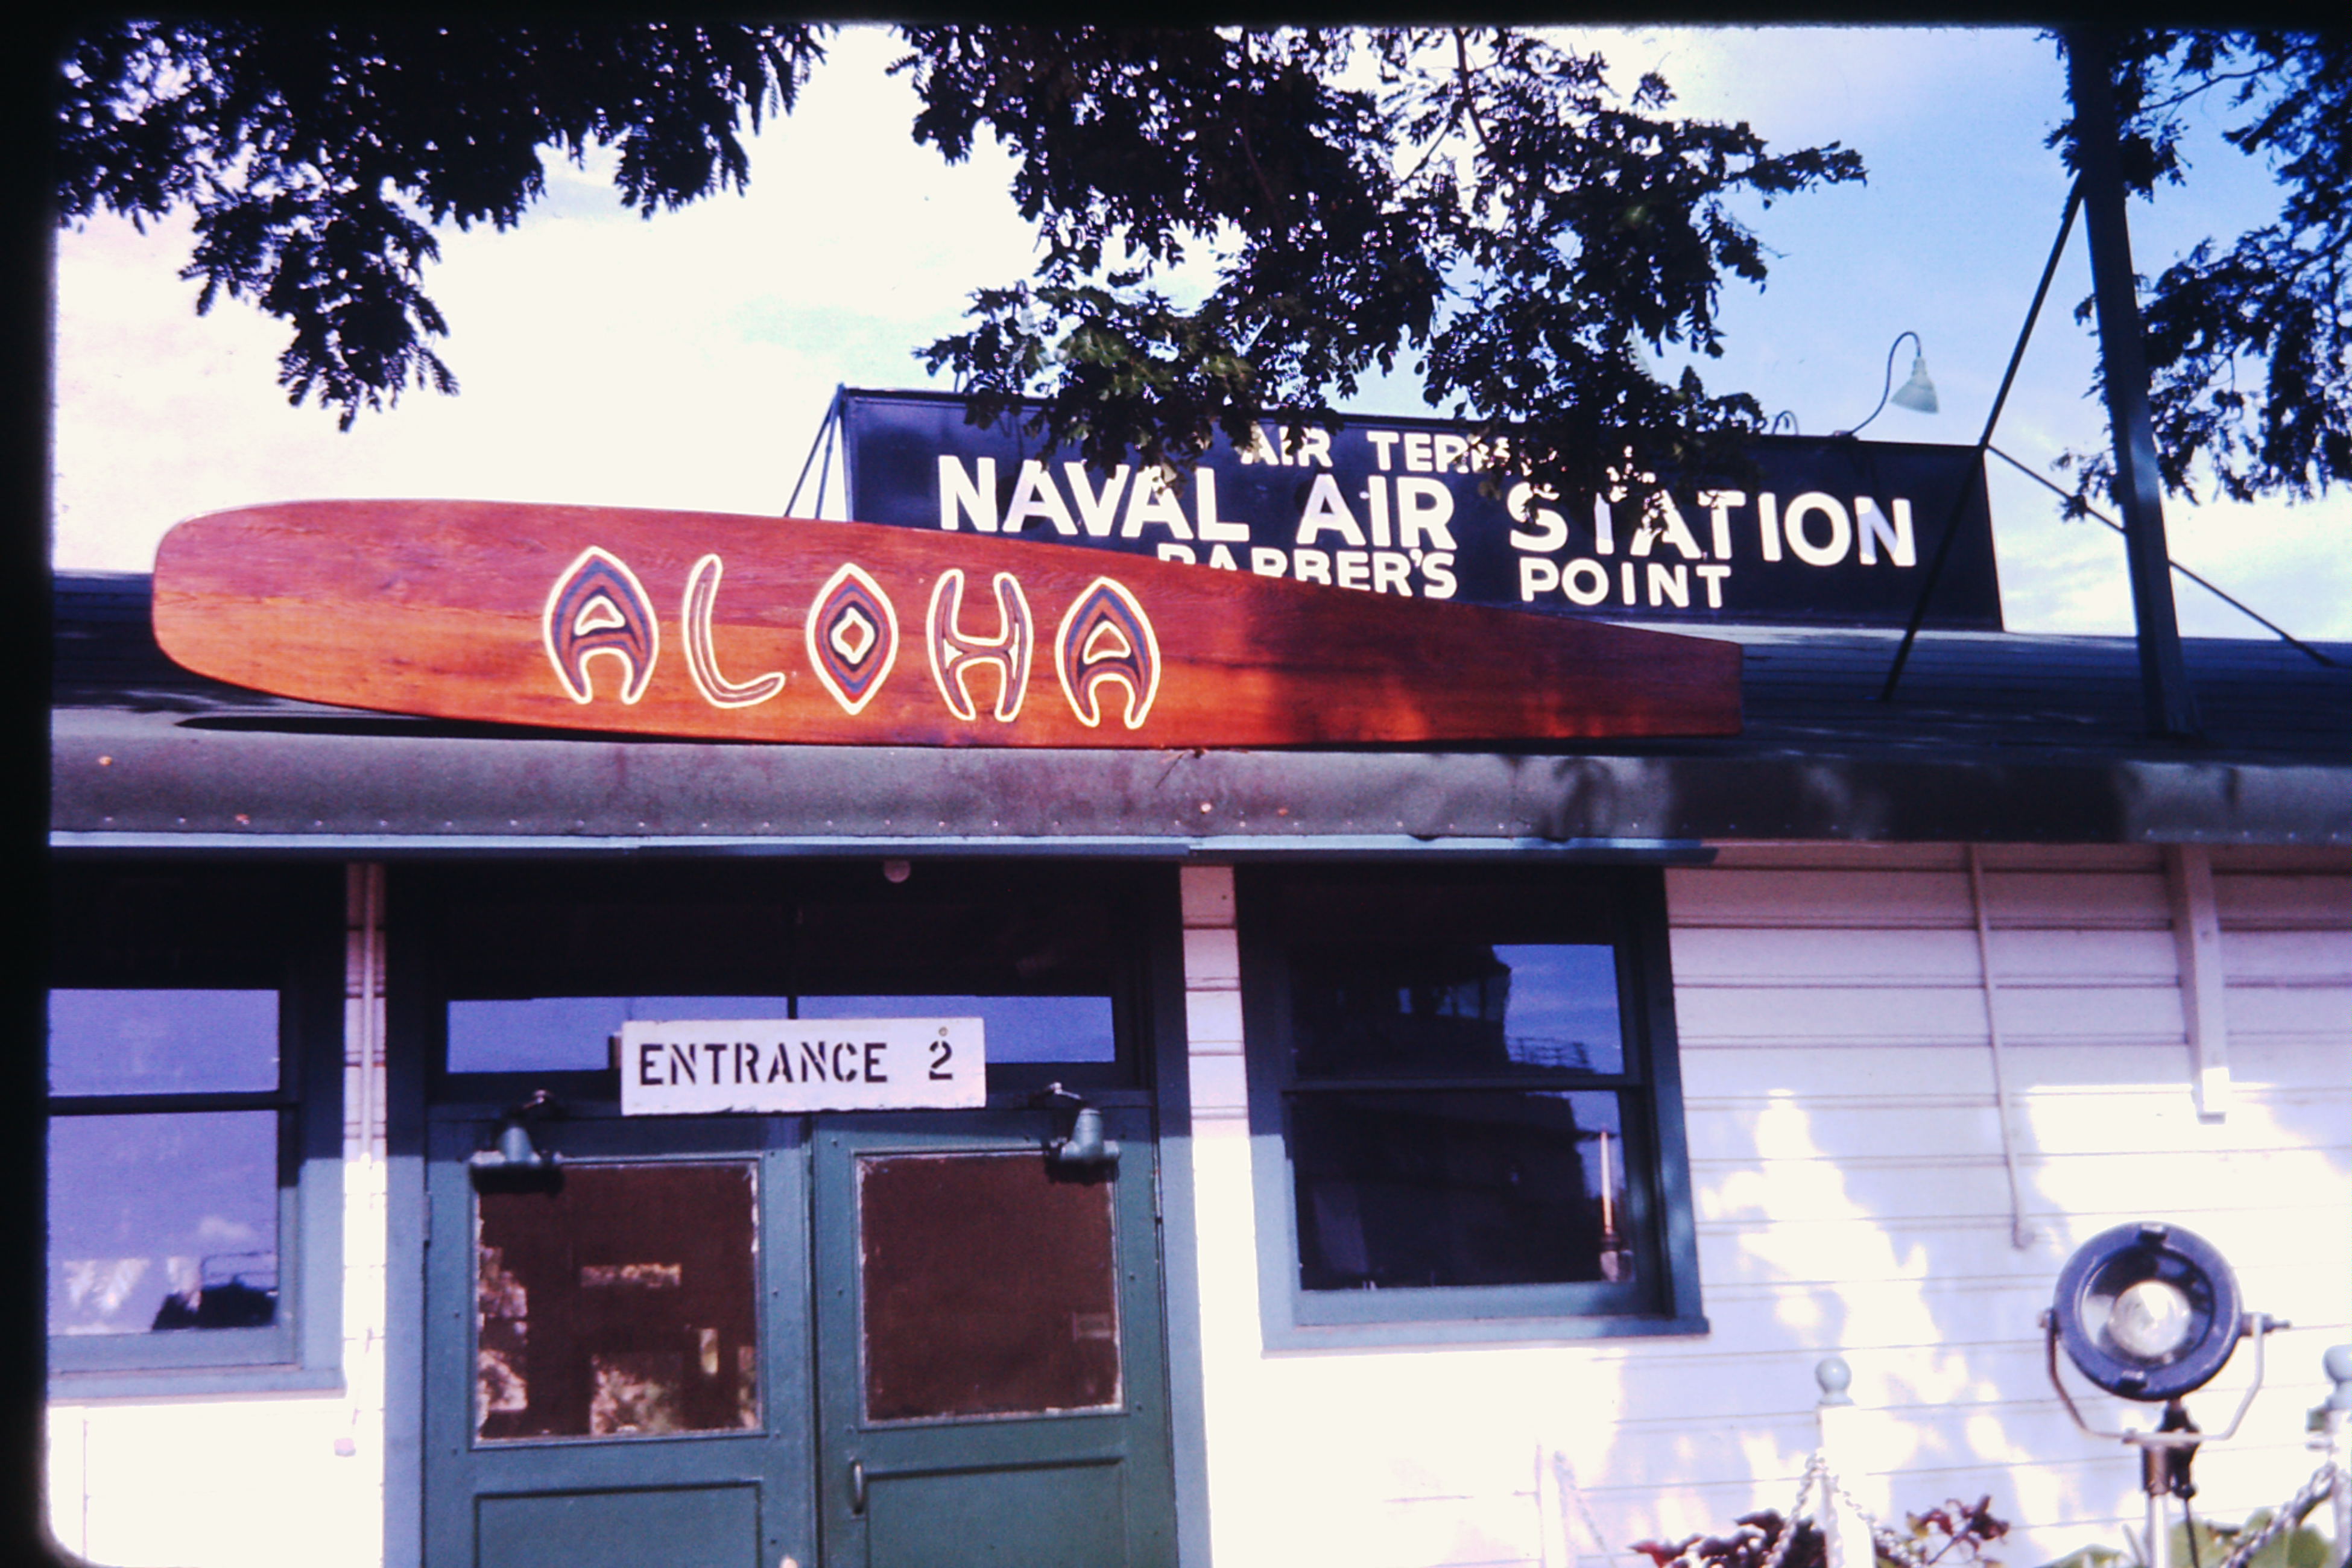 AIR
NAVAL AIR STATION
BARBER'S POINT
ALOHA
ENTRANCE 2